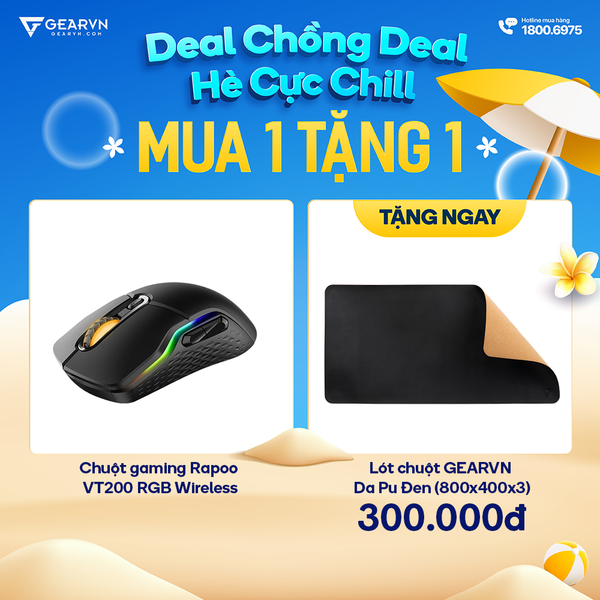 GEARVN
GEARVN.COM
Hotline mua hàng
1800.6975
Deal Chồng Deal
Hè Cực Chill
MUA 1 TẶNG 1
TẶNG NGAY
Chuột gaming Rapoo
VT200 RGB Wireless
Lót chuột GEARVN
Da Pu Đen (800x400x3)
300.000đ